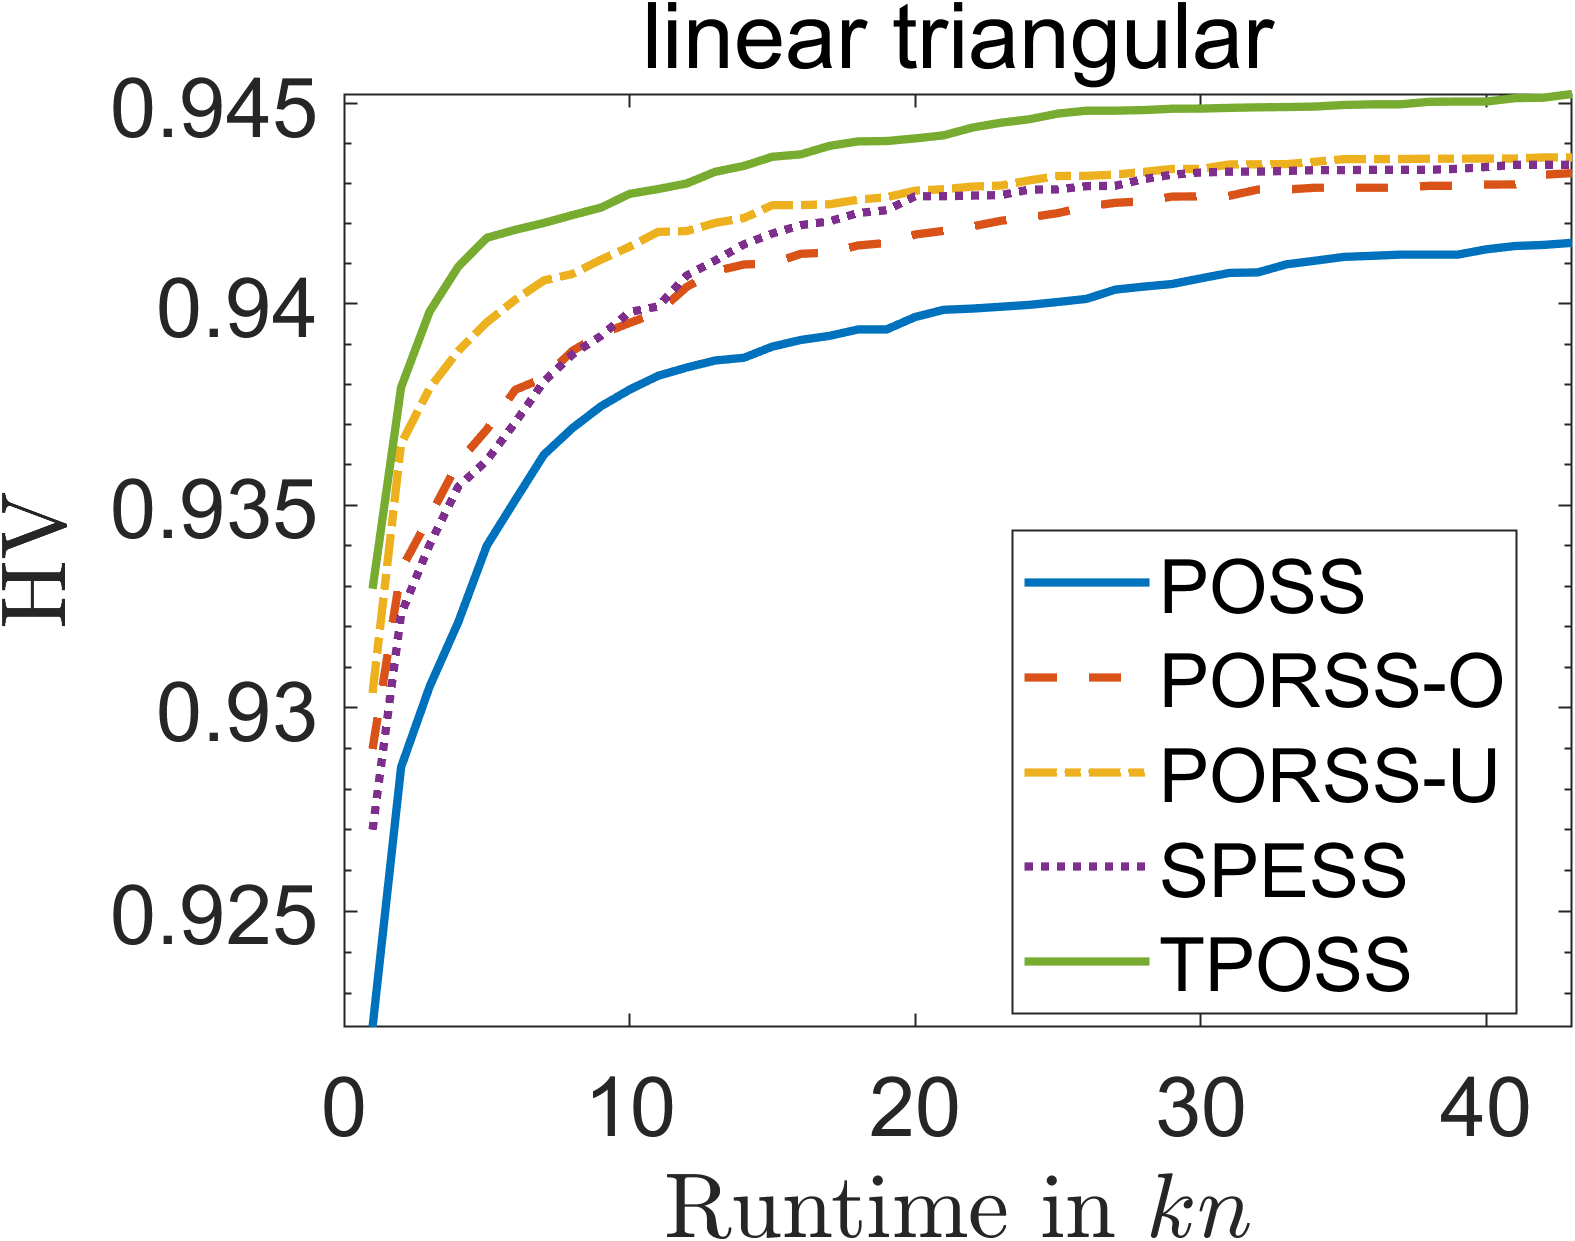 linear triangular
0.945
0.94
0.935
0.93
0.925
HV
POSS
PORSS-O
PORSS-U
SPESS
TPOSS
0 10 20 30 40
Runtime in kn